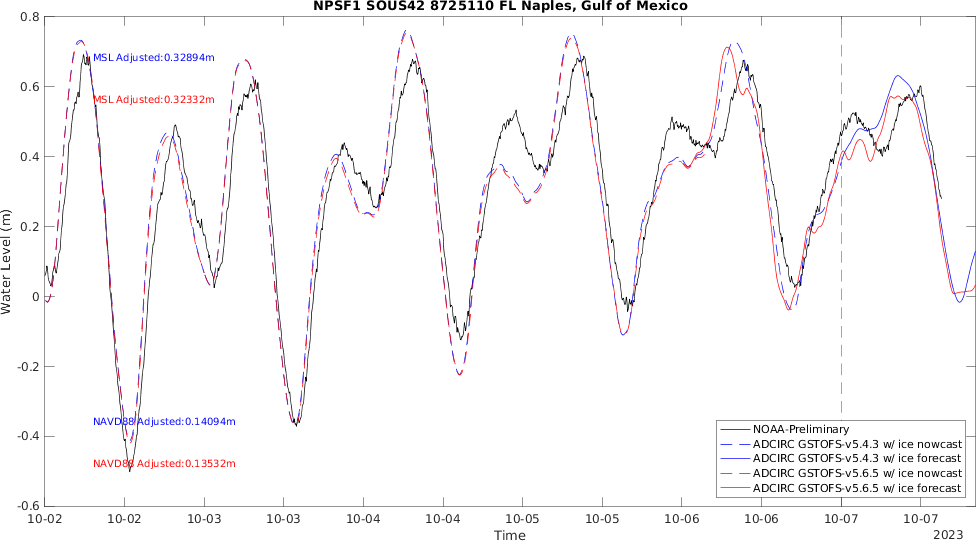 NPSF1 SOUS42 8725110 FL Naples, Gulf of Mexico
0.8
0.6
0.4
0.2
0
-0.2
-0.4
-0.6
Water Level (m)
MSL Adjusted:0.32894m
MSL Adjusted:0.32332m
NAVD88 Adjusted:0.14094m
NAVD88 Adjusted:0.13532m
NOAA-Preliminary
ADCIRC GSTOFS-v5.4.3 w/ ice nowcast
ADCIRC GSTOFS-v5.4.3 w/ ice forecast
ADCIRC GSTOFS-v5.6.5 w/ ice nowcast
ADCIRC GSTOFS-v5.6.5 w/ ice forecast
10-02 10-02 10-03 10-03 10-04 10-04 10-05 10-05 10-06 10-06 10-07 10-07
Time
2023